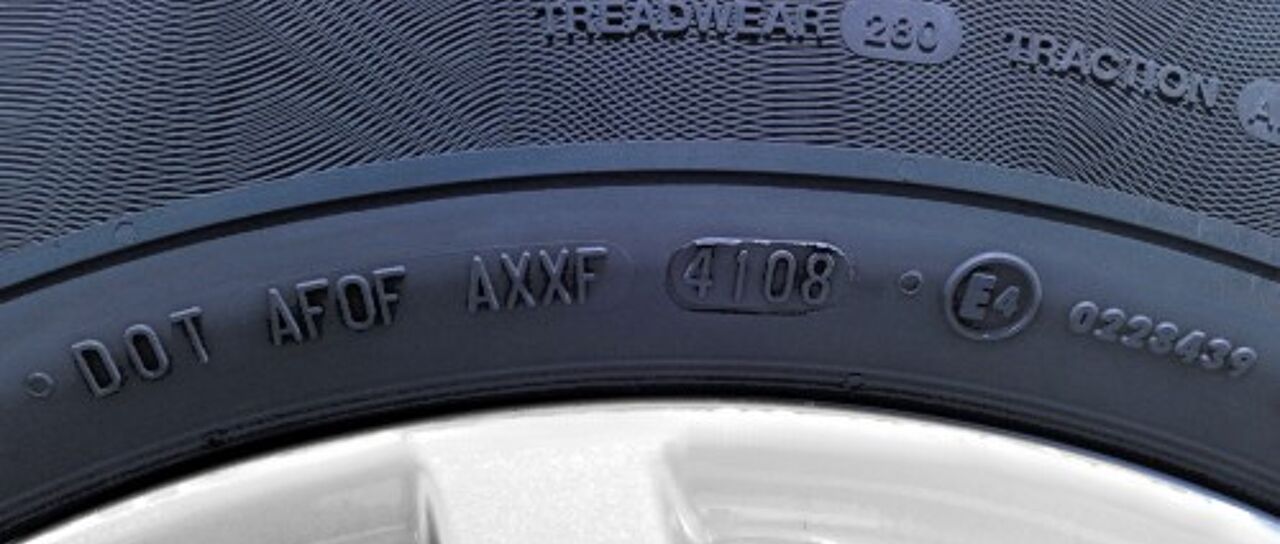 TREADWEAR 280 TRACTION A
DOT AFOF AXXF 4108 E4 0223439